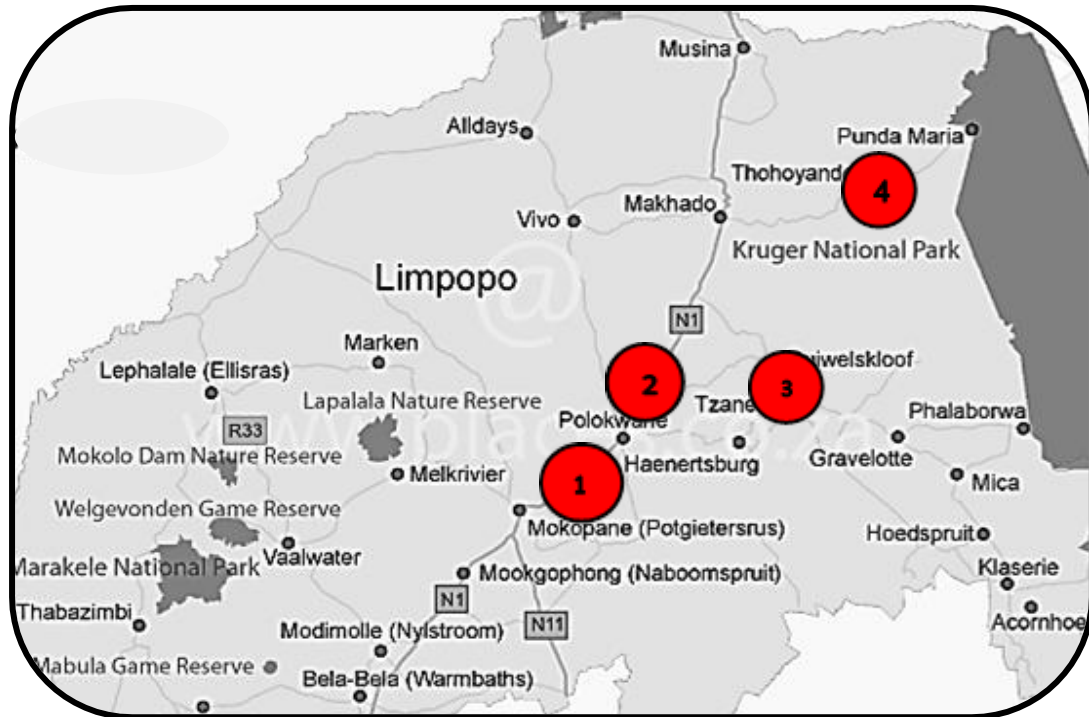 Musina
Alldays
Punda Maria
Thohoyand
4
Makhado
Vivo
Kruger National Park
Limpopo
@
N1
Marken
Lephalale (Ellisras)
2
3
uiwelskloof
Lapalala Nature Reserve
Tzane
Polokwane
Phalaborwa
R33
Mokolo Dam Nature Reserve
Haenertsburg
Gravelotte
Melkrivier
1
Mica
Welgevonden Game Reserve
Mokopane (Potgietersrus)
Hoedspruit
Vaalwater
Marakele National Park
Mookgophong (Naboomspruit)
Klaserie
N1
Thabazimbi
Modimolle (Nylstroom)
N11
Acornhoe
Mabula Game Reserve
Bela-Bela (Warmbaths)